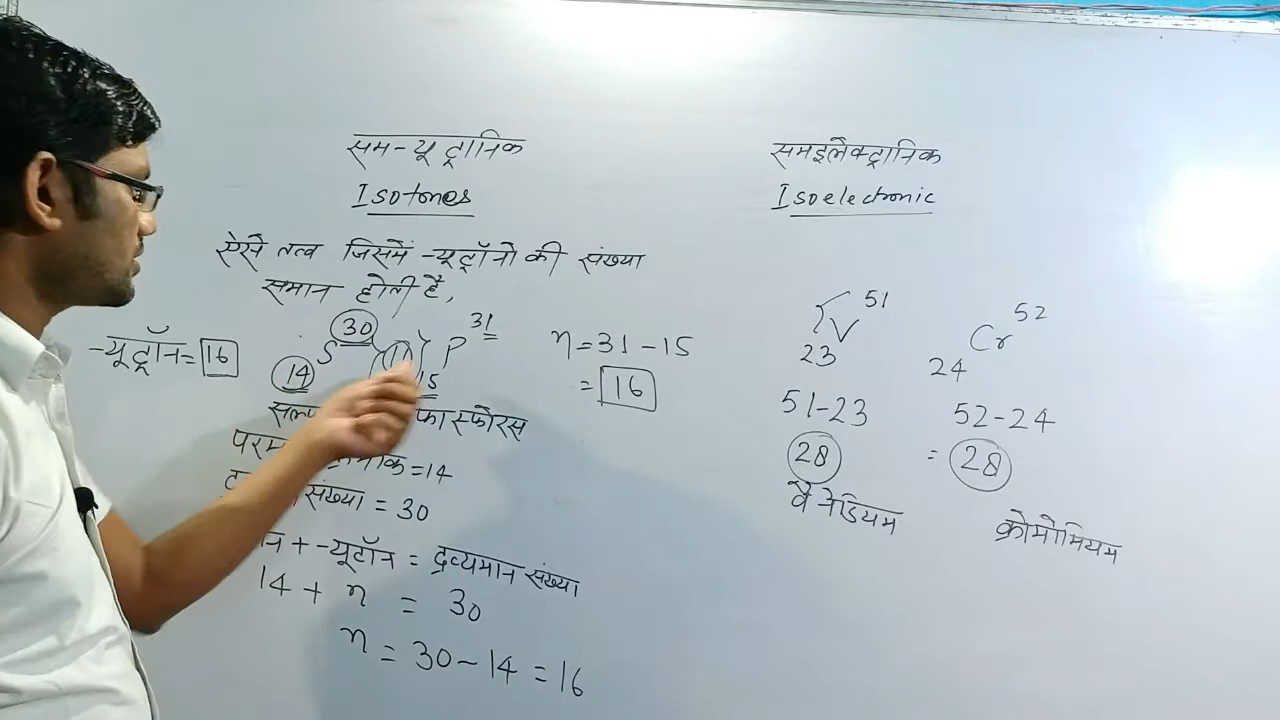 सम-यूट्रानिक
Isotones
ऐसे तत्व जिसमें -यूट्रॉनो की संख्या
समान होली है,
-यूट्रॉन = 16
30
S
14
31
P
15
n = 31 - 15
= 16
फास्फोरस
= 14
संख्या = 30
+ -यूटॉन = द्रव्यमान संख्या
14 + n = 30
n = 30 - 14 = 16
समइलैक्ट्रानिक
Isoelectronic
51
V
23
51-23
28
वैनेडियम
52
Cr
24
52-24
= 28
क्रोमोमियम